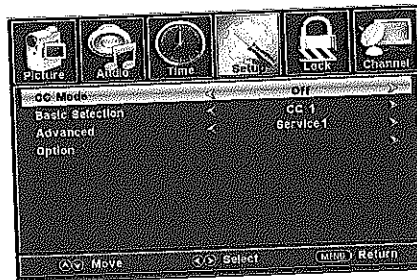 Picture Audio Time Setup Lock Channel
CC Mode Off
Basic Selection CC 1
Advanced Service1
Option
Move Select MENU Return